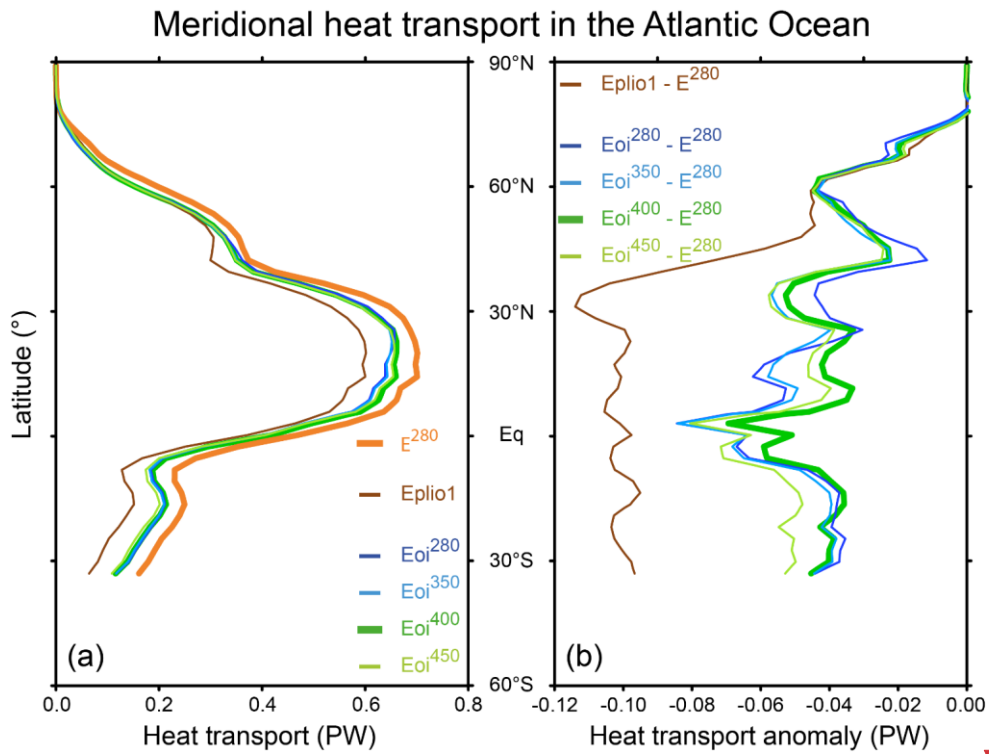 Meridional heat transport in the Atlantic Ocean
Latitude (°)
90°N
60°N
30°N
Eq
30°S
60°S
E²⁸⁰
Eplio1
Eoi²⁸⁰
Eoi³⁵⁰
Eoi⁴⁰⁰
Eoi⁴⁵⁰
(a)
0.0 0.2 0.4 0.6 0.8
Heat transport (PW)
Eplio1 - E²⁸⁰
Eoi²⁸⁰ - E²⁸⁰
Eoi³⁵⁰ - E²⁸⁰
Eoi⁴⁰⁰ - E²⁸⁰
Eoi⁴⁵⁰ - E²⁸⁰
(b)
-0.12 -0.10 -0.08 -0.06 -0.04 -0.02 0.00
Heat transport anomaly (PW)